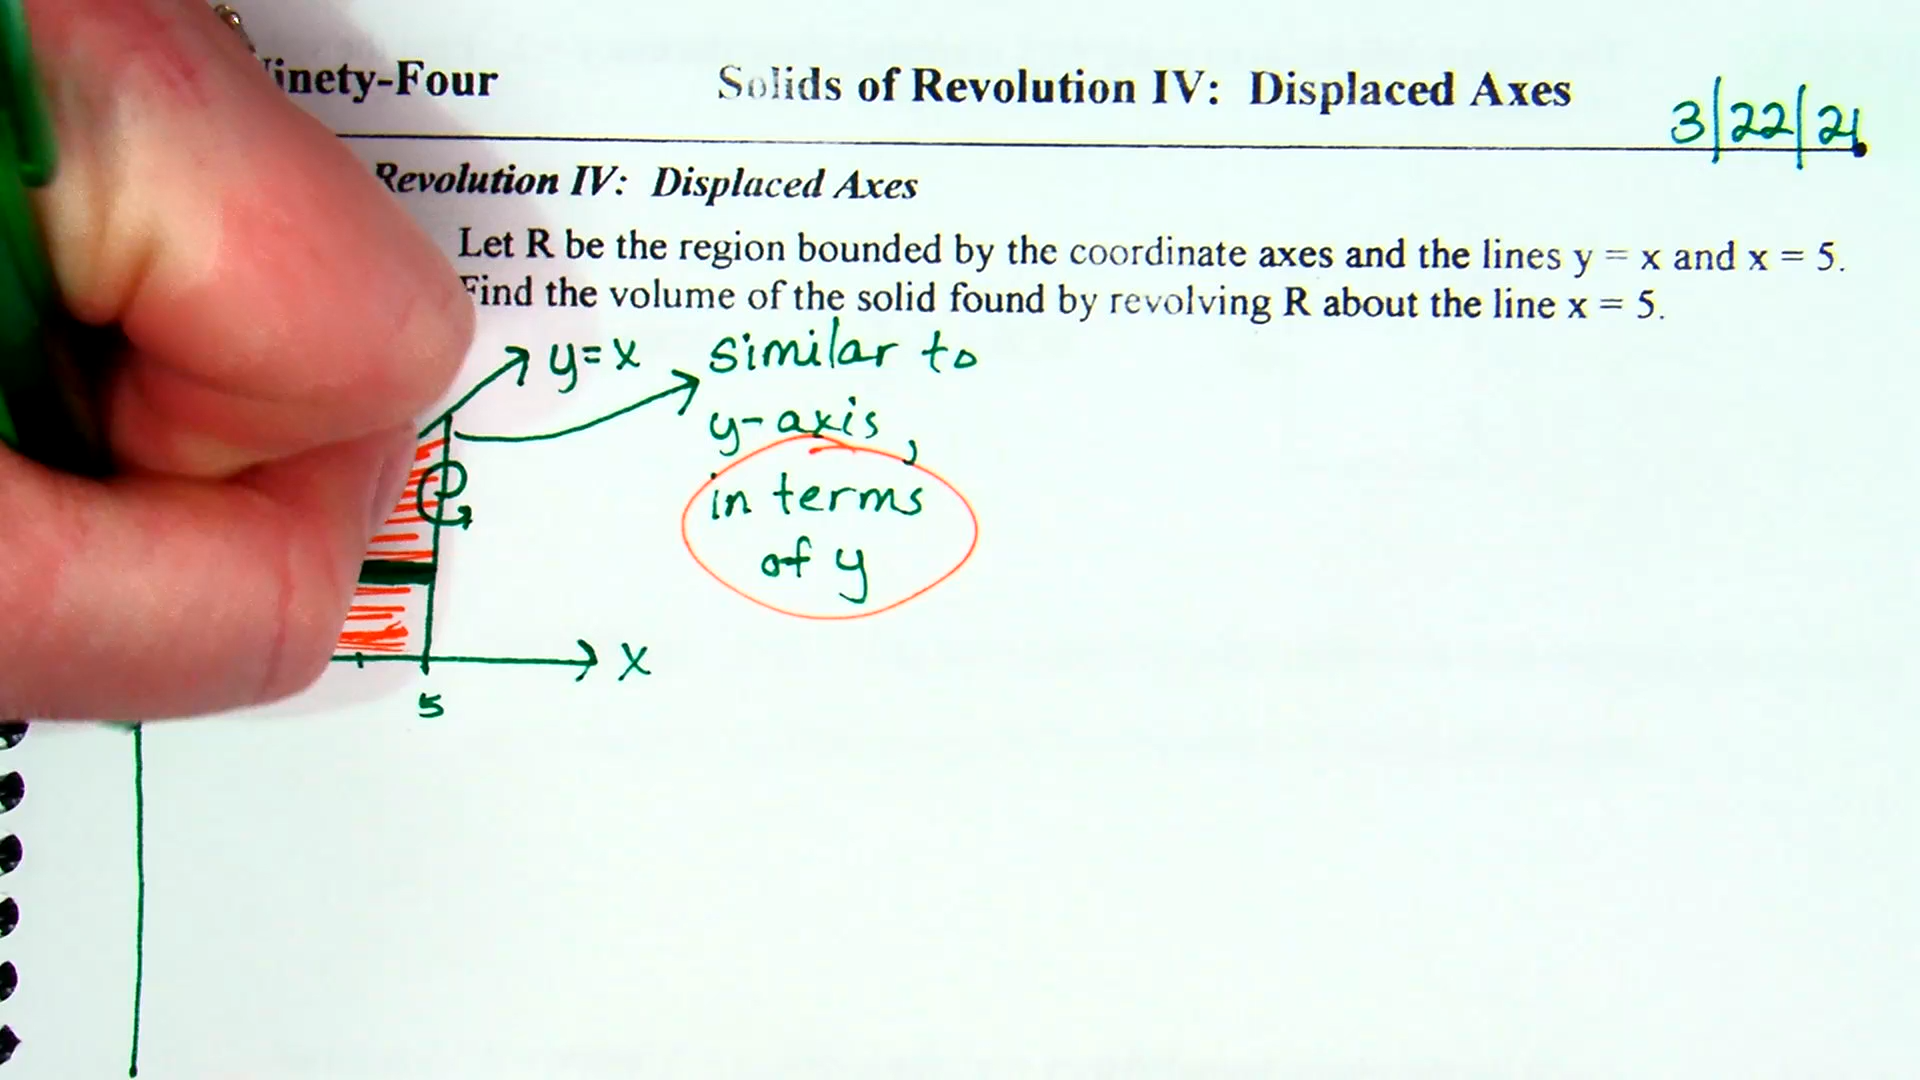 Ninety-Four Solids of Revolution IV: Displaced Axes 3/22/21
Revolution IV: Displaced Axes
Let R be the region bounded by the coordinate axes and the lines y = x and x = 5.
Find the volume of the solid found by revolving R about the line x = 5.
y=x
similar to
y-axis,
in terms
of y
x
5